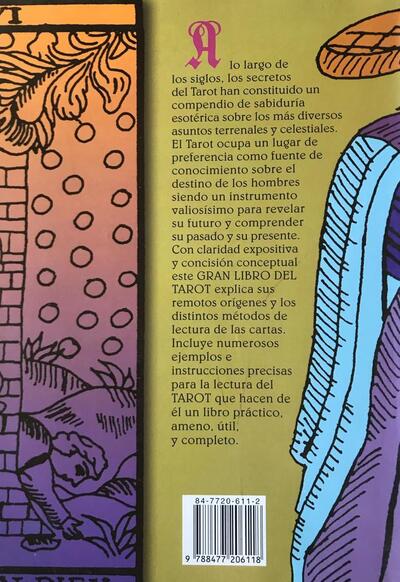 VI
A lo largo de
los siglos, los secretos
del Tarot han constituido un
compendio de sabiduría
esotérica sobre los más diversos
asuntos terrenales y celestiales.
El Tarot ocupa un lugar de
preferencia como fuente de
conocimiento sobre el
destino de los hombres
siendo un instrumento
valiosísimo para revelar
su futuro y comprender
su pasado y su presente.
Con claridad expositiva
y concisión conceptual
este GRAN LIBRO DEL
TAROT explica sus
remotos orígenes y los
distintos métodos de
lectura de las cartas.
Incluye numerosos
ejemplos e
instrucciones precisas
para la lectura del
TAROT que hacen de
él un libro práctico,
ameno, útil,
y completo.
84-7720-611-2
9 788477 206118